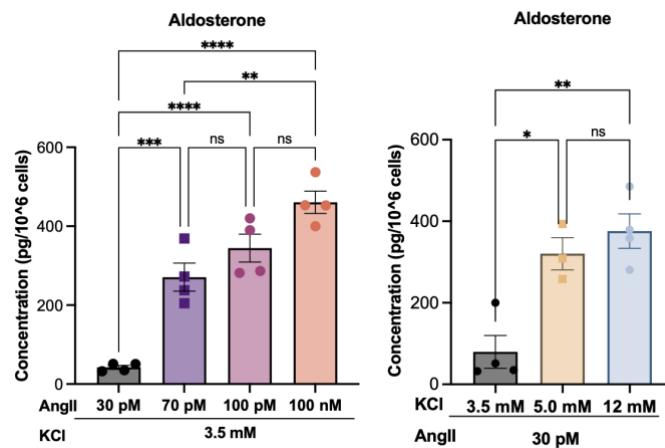 Aldosterone
****
**
****
***
ns
ns
Concentration (pg/10^6 cells)
600
400
200
0
AngII 30 pM 70 pM 100 pM 100 nM
KCl 3.5 mM
Aldosterone
**
*
ns
Concentration (pg/10^6 cells)
600
400
200
0
KCl 3.5 mM 5.0 mM 12 mM
AngII 30 pM